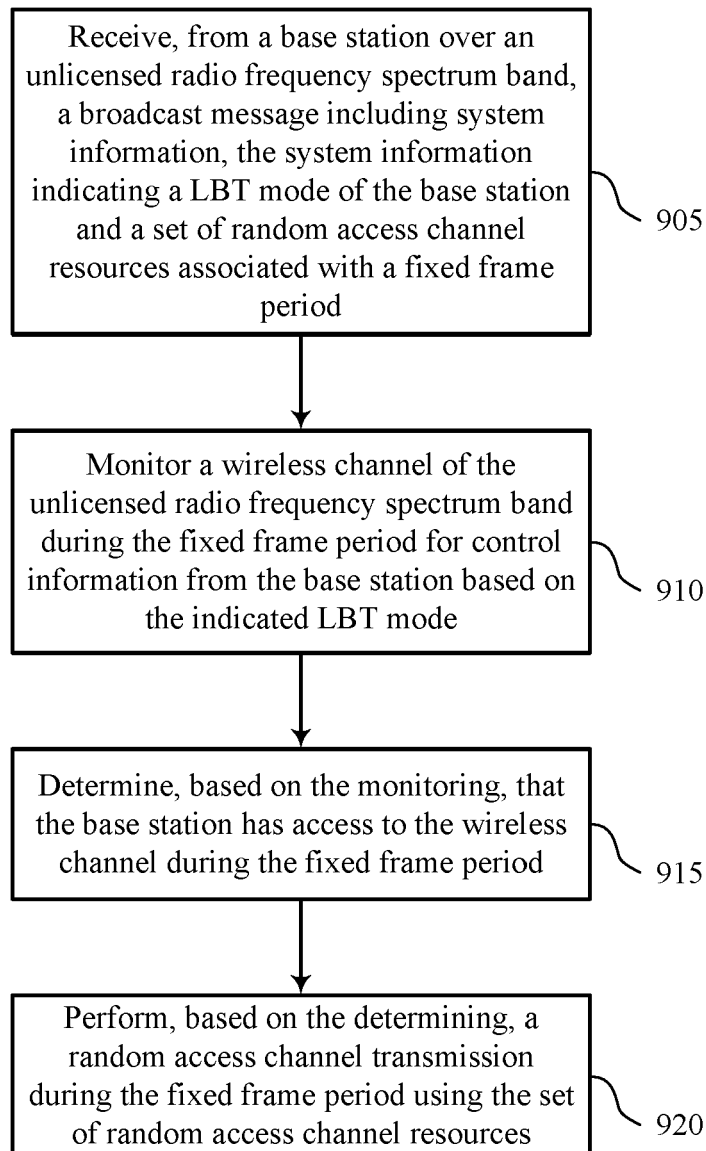 Receive, from a base station over an
unlicensed radio frequency spectrum band,
a broadcast message including system
information, the system information
indicating a LBT mode of the base station
and a set of random access channel
resources associated with a fixed frame
period
905
Monitor a wireless channel of the
unlicensed radio frequency spectrum band
during the fixed frame period for control
information from the base station based on
the indicated LBT mode
910
Determine, based on the monitoring, that
the base station has access to the wireless
channel during the fixed frame period
915
Perform, based on the determining, a
random access channel transmission
during the fixed frame period using the set
of random access channel resources
920